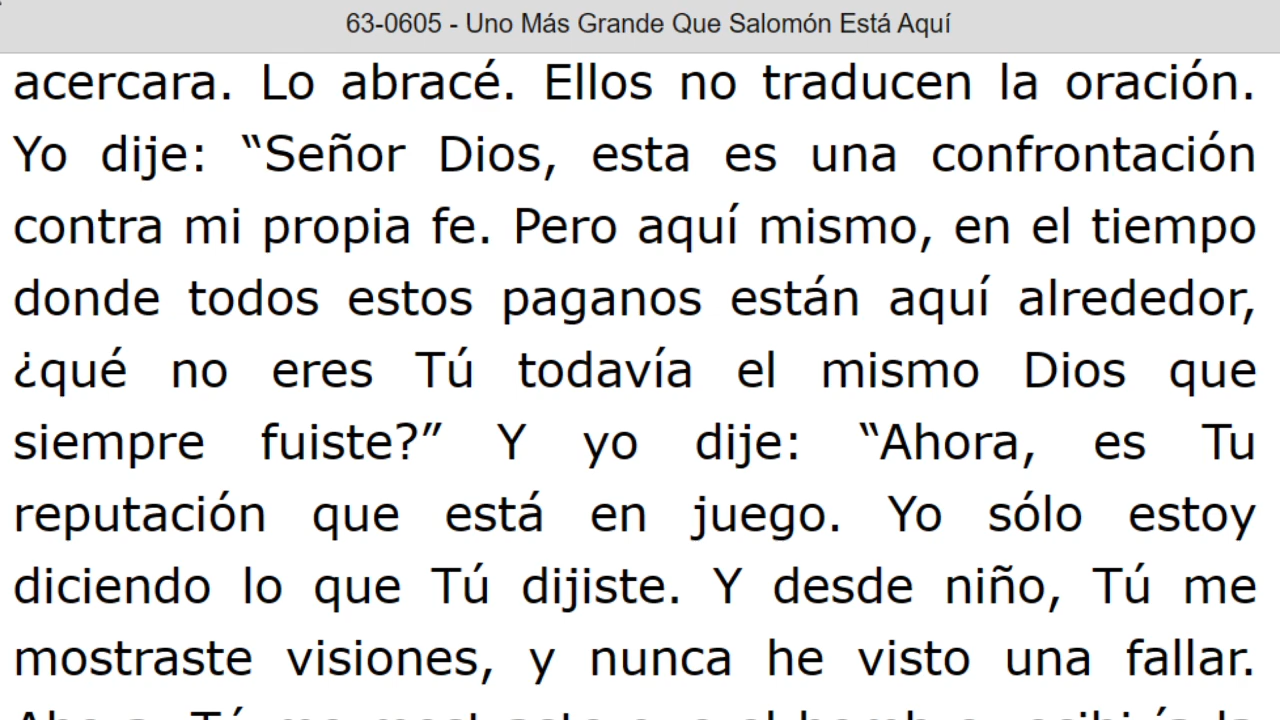 63-0605 - Uno Más Grande Que Salomón Está Aquí
acercara. Lo abracé. Ellos no traducen la oración.
Yo dije: “Señor Dios, esta es una confrontación
contra mi propia fe. Pero aquí mismo, en el tiempo
donde todos estos paganos están aquí alrededor,
¿qué no eres Tú todavía el mismo Dios que
siempre fuiste?” Y yo dije: “Ahora, es Tu
reputación que está en juego. Yo sólo estoy
diciendo lo que Tú dijiste. Y desde niño, Tú me
mostraste visiones, y nunca he visto una fallar.